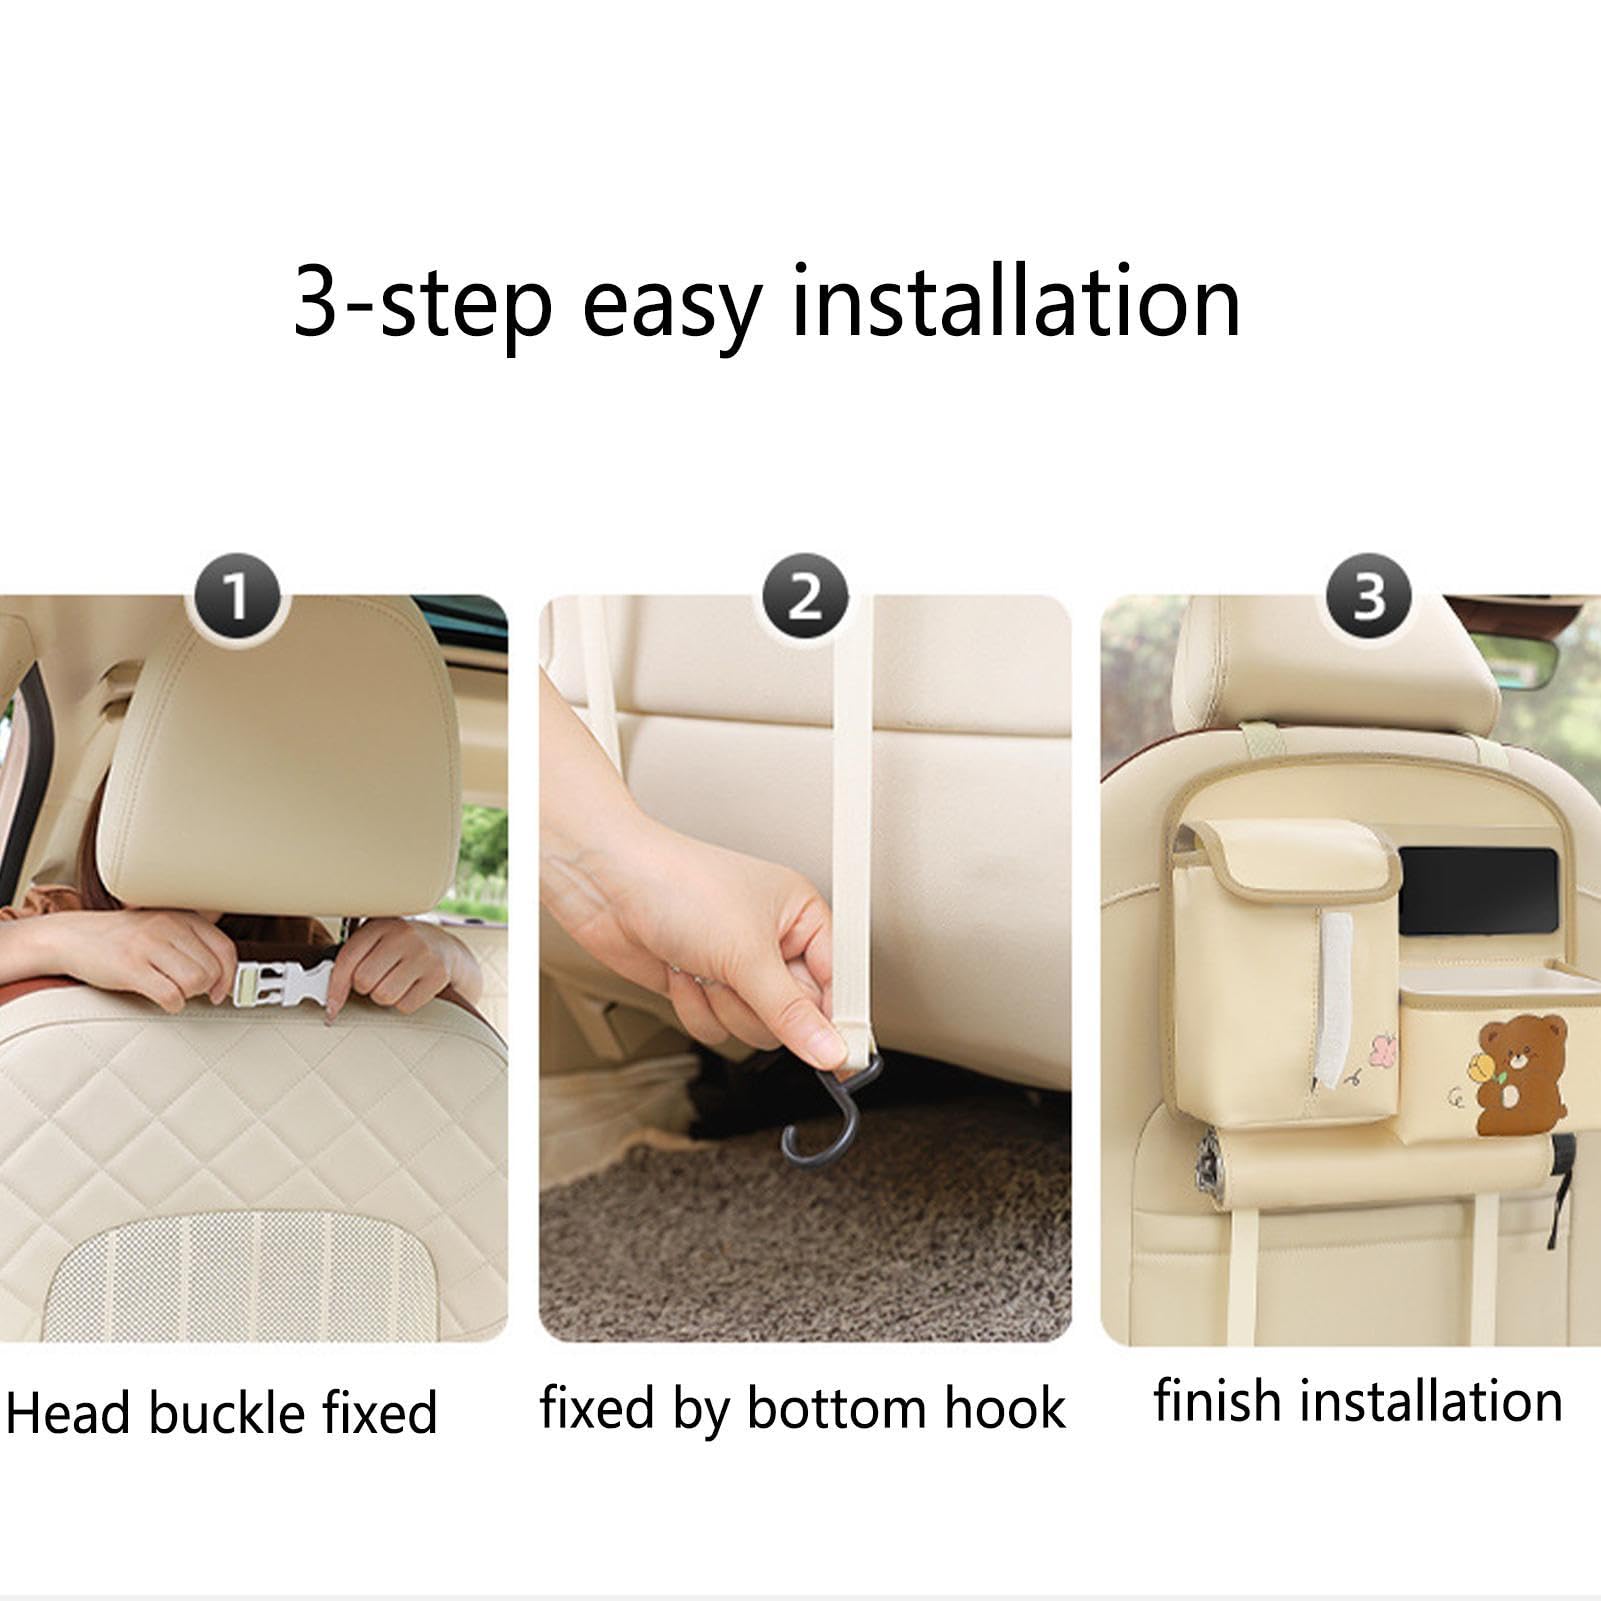 3-step easy installation
1
2
3
Head buckle fixed
fixed by bottom hook
finish installation